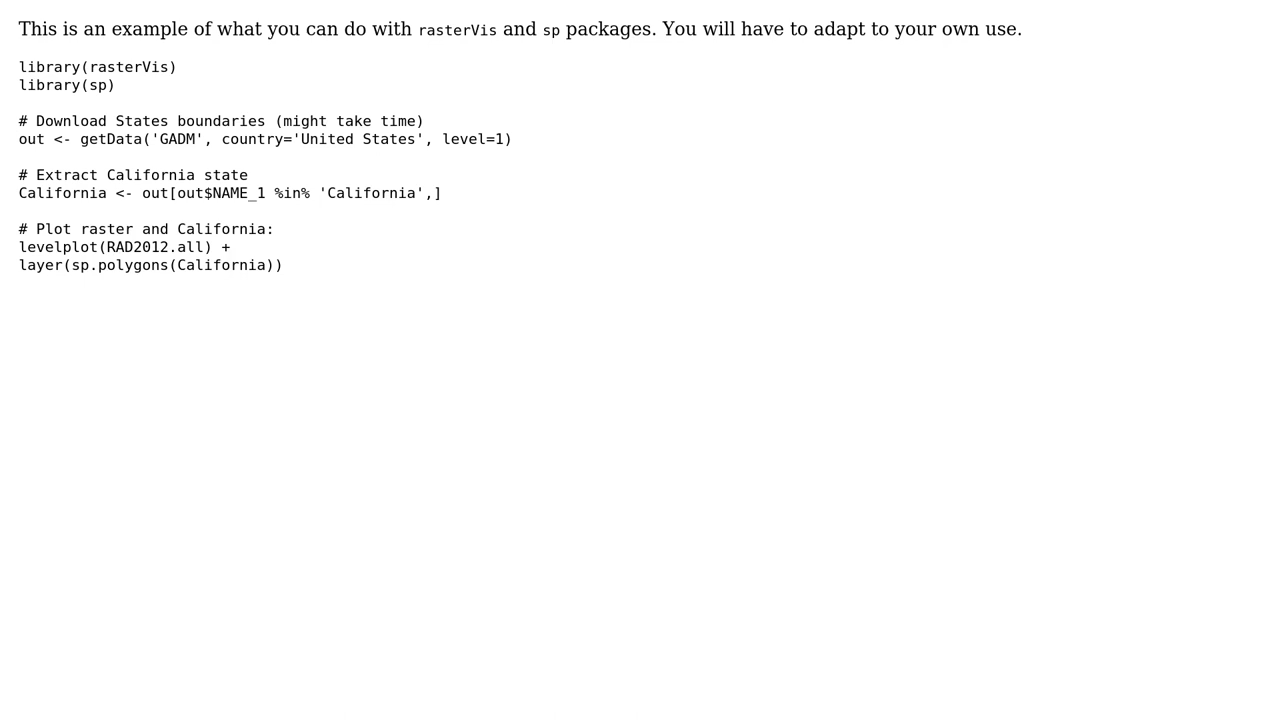 This is an example of what you can do with rasterVis and sp packages. You will have to adapt to your own use.
library(rasterVis)
library(sp)
# Download States boundaries (might take time)
out <- getData('GADM', country='United States', level=1)
# Extract California state
California <- out[out$NAME_1 %in% 'California',]
# Plot raster and California:
levelplot(RAD2012.all) +
layer(sp.polygons(California))